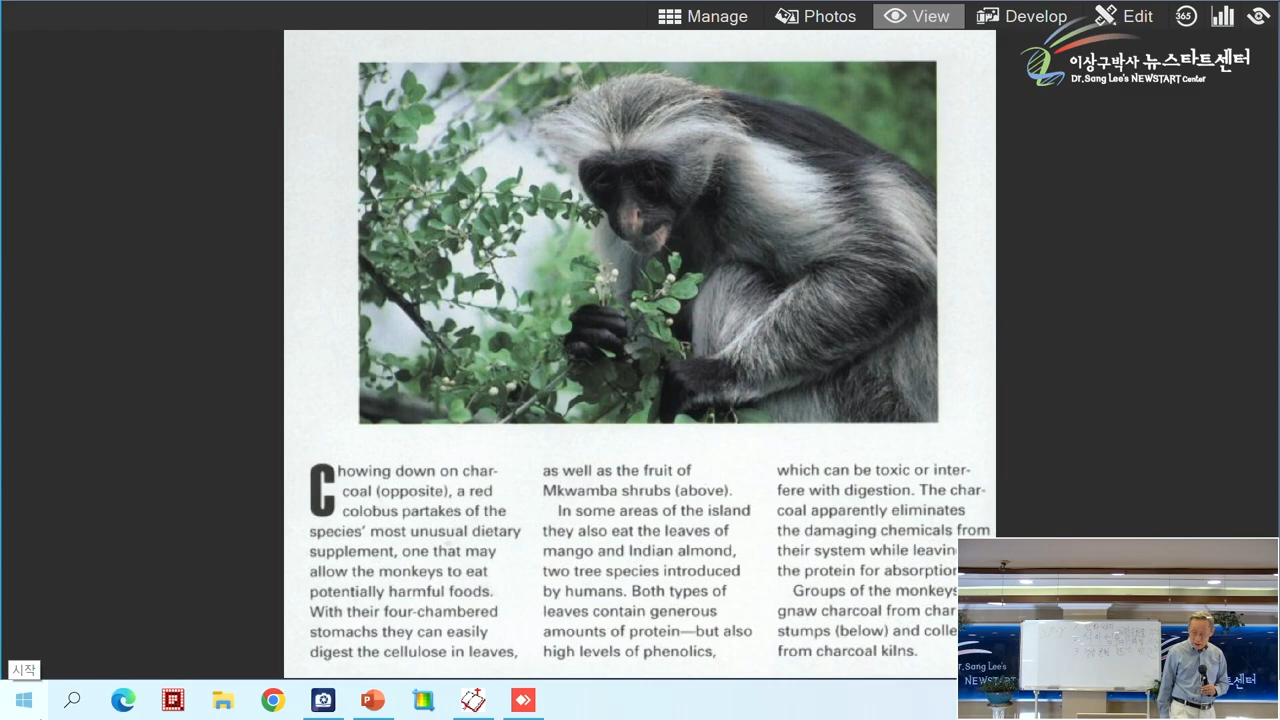 Manage Photos View Develop Edit 365
이상구박사 뉴스타트센터
Dr.Sang Lee's NEWSTART Center
Chowing down on char-
coal (opposite), a red
colobus partakes of the
species' most unusual dietary
supplement, one that may
allow the monkeys to eat
potentially harmful foods.
With their four-chambered
stomachs they can easily
digest the cellulose in leaves,
as well as the fruit of
Mkwamba shrubs (above).
In some areas of the island
they also eat the leaves of
mango and Indian almond,
two tree species introduced
by humans. Both types of
leaves contain generous
amounts of protein—but also
high levels of phenolics,
which can be toxic or inter-
fere with digestion. The char-
coal apparently eliminates
the damaging chemicals from
their system while leavin
the protein for absorption
Groups of the monkeys
gnaw charcoal from char
stumps (below) and colle
from charcoal kilns.
Dr.Sang Lee's
NEWSTART
타트센터
시작